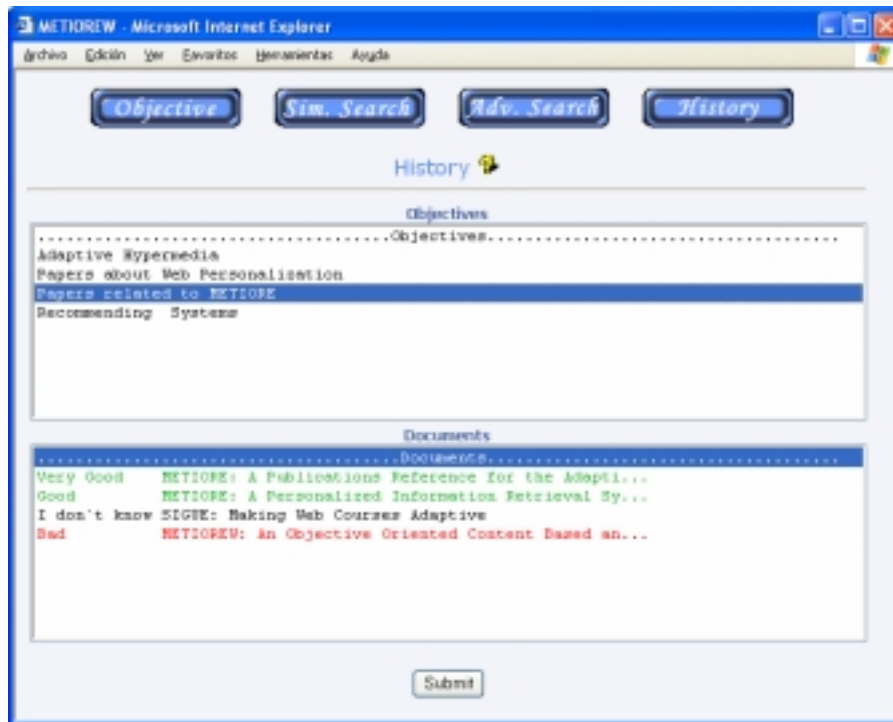 METIOREW - Microsoft Internet Explorer
Archivo Edición Ver Favoritos Herramientas Ayuda
Objective Sim. Search Adv. Search History
History
Objectives
.....................................Objectives.....................................
Adaptive Hypermedia
Papers about Web Personalization
Papers related to METIORE
Recommending Systems
Documents
......................................Documents.....................................
Very Good METIORE: A Publications Reference for the Adapti...
Good METIORE: A Personalized Information Retrieval Sy...
I don't know SIGUE: Making Web Courses Adaptive
Bad METIOREW: An Objective Oriented Content Based an...
Submit